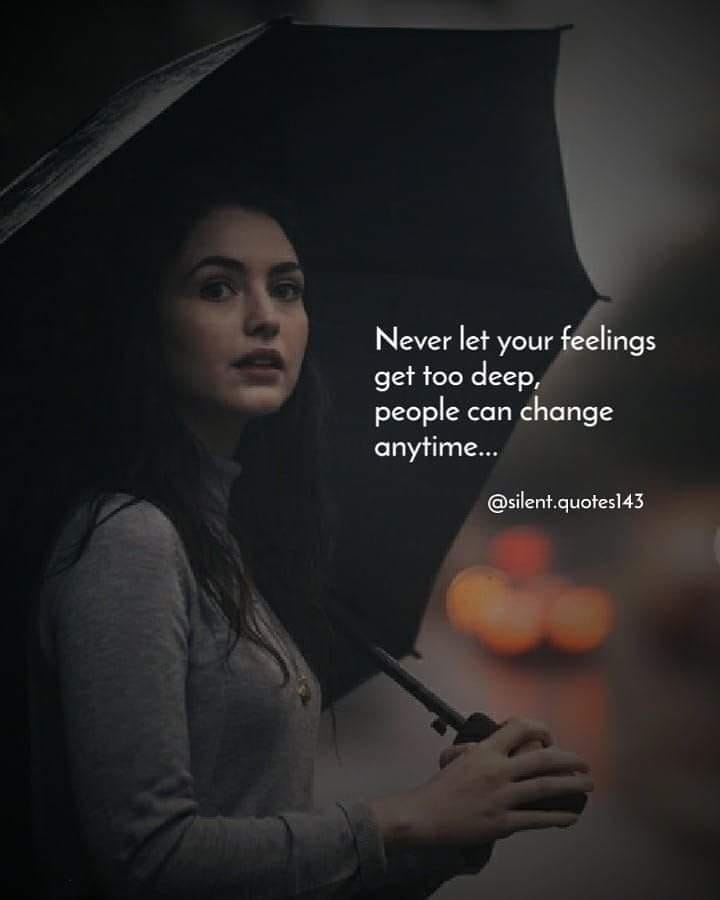 Never let your feelings
get too deep,
people can change
anytime...
@silent.quotes143